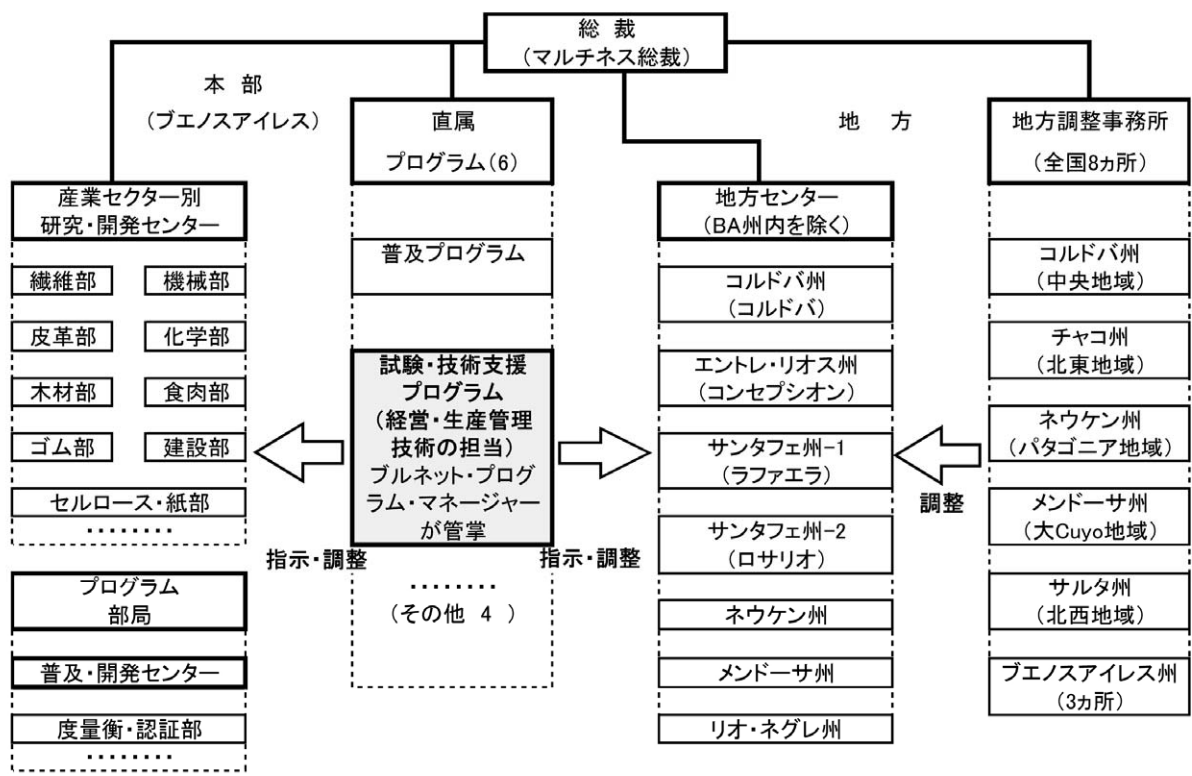 総 裁
（マルチネス総裁）
本 部
（ブエノスアイレス）
直属
プログラム（6）
地 方
地方調整事務所
（全国8ヵ所）
産業セクター別
研究・開発センター
繊維部
機械部
皮革部
化学部
木材部
食肉部
ゴム部
建設部
セルロース・紙部
‥‥‥‥
プログラム
部局
普及・開発センター
度量衡・認証部
‥‥‥‥
普及プログラム
試験・技術支援
プログラム
（経営・生産管理
技術の担当）
ブルネット・プログ
ラム・マネージャー
が管掌
指示・調整
指示・調整
‥‥‥‥
（その他 4 ）
地方センター
（BA州内を除く）
コルドバ州
（コルドバ）
エントレ・リオス州
（コンセプシオン）
サンタフェ州-1
（ラファエラ）
サンタフェ州-2
（ロサリオ）
ネウケン州
メンドーサ州
リオ・ネグレ州
調整
コルドバ州
（中央地域）
チャコ州
（北東地域）
ネウケン州
（パタゴニア地域）
メンドーサ州
（大Cuyo地域）
サルタ州
（北西地域）
ブエノスアイレス州
（3ヵ所）